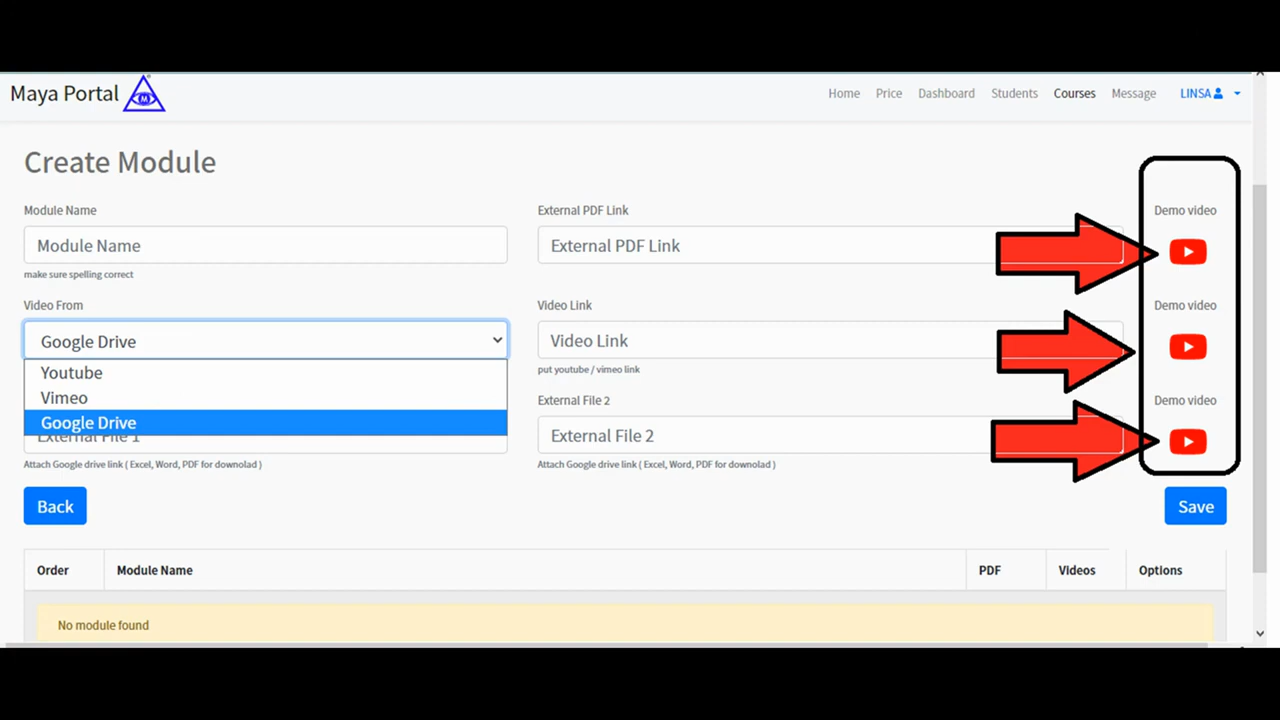 Maya Portal
Home Price Dashboard Students Courses Message LINSA
Create Module
Module Name External PDF Link Demo video
Module Name External PDF Link
make sure spelling correct
Video From Video Link Demo video
Google Drive Video Link
put youtube / vimeo link
Youtube
Vimeo
Google Drive
External File 2 Demo video
External File 1 External File 2
Attach Google drive link ( Excel, Word, PDF for downolad ) Attach Google drive link ( Excel, Word, PDF for downolad )
Back Save
Order Module Name PDF Videos Options
No module found